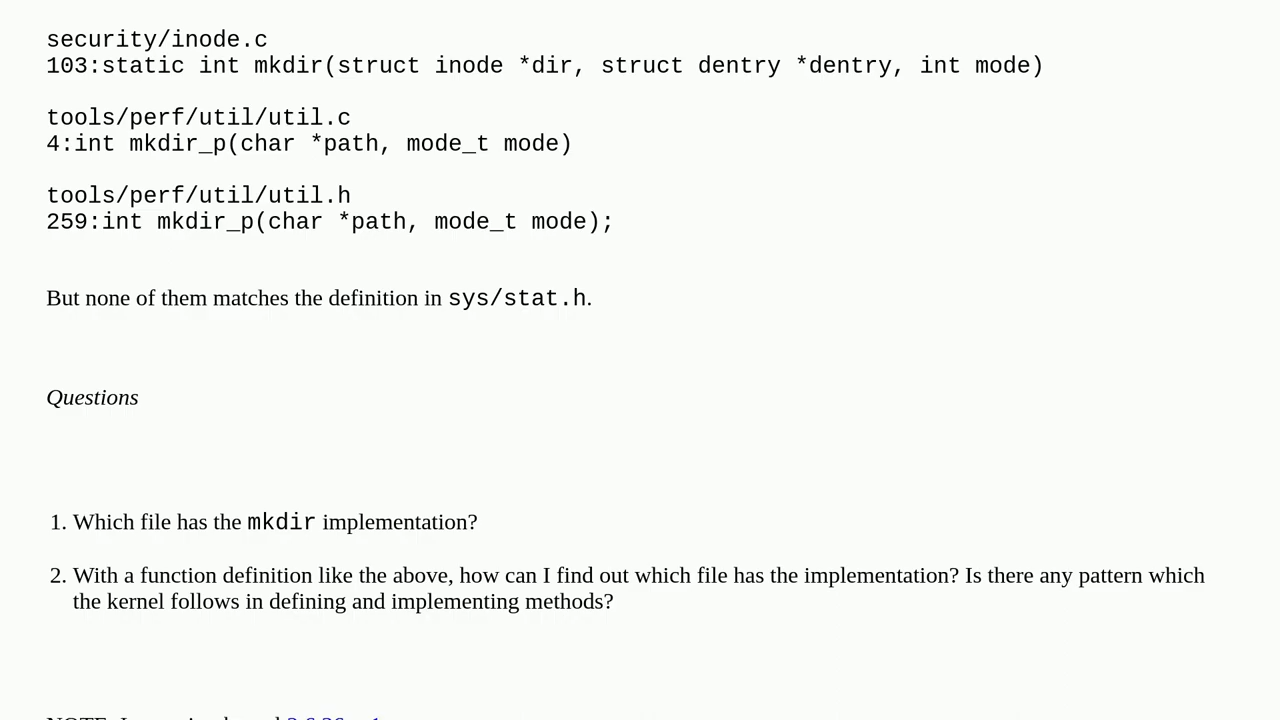 security/inode.c
103:static int mkdir(struct inode *dir, struct dentry *dentry, int mode)
tools/perf/util/util.c
4:int mkdir_p(char *path, mode_t mode)
tools/perf/util/util.h
259:int mkdir_p(char *path, mode_t mode);
But none of them matches the definition in sys/stat.h.
Questions
1. Which file has the mkdir implementation?
2. With a function definition like the above, how can I find out which file has the implementation? Is there any pattern which
the kernel follows in defining and implementing methods?